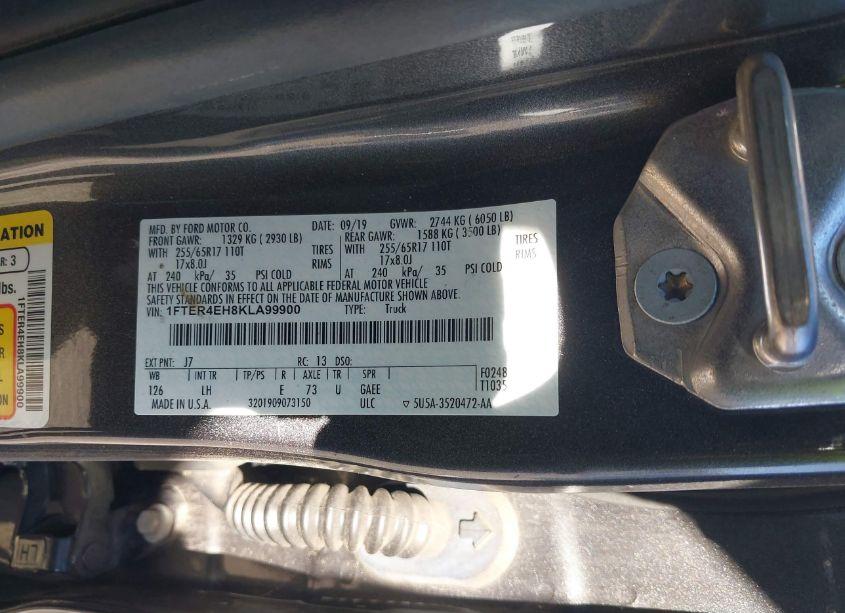 ATION
R: 3
lbs.
1FTER4EH8KLA99900
MFD. BY FORD MOTOR CO. DATE: 09/19 GVWR: 2744 KG ( 6050 LB)
FRONT GAWR: 1329 KG ( 2930 LB) REAR GAWR: 1588 KG ( 3500 LB)
WITH 255/65R17 110T TIRES WITH 255/65R17 110T TIRES
17x8.0J RIMS 17x8.0J RIMS
AT 240 kPa/ 35 PSI COLD AT 240 kPa/ 35 PSI COLD
THIS VEHICLE CONFORMS TO ALL APPLICABLE FEDERAL MOTOR VEHICLE
SAFETY STANDARDS IN EFFECT ON THE DATE OF MANUFACTURE SHOWN ABOVE.
VIN: 1FTER4EH8KLA99900 TYPE: Truck
EXT PNT: J7 RC: 13 DSO:
WB INT TR TP/PS R AXLE TR SPR F0248
126 LH E 73 U GAEE T1035
MADE IN U.S.A. 3201909073150 ULC 5U5A-3520472-AA
LH